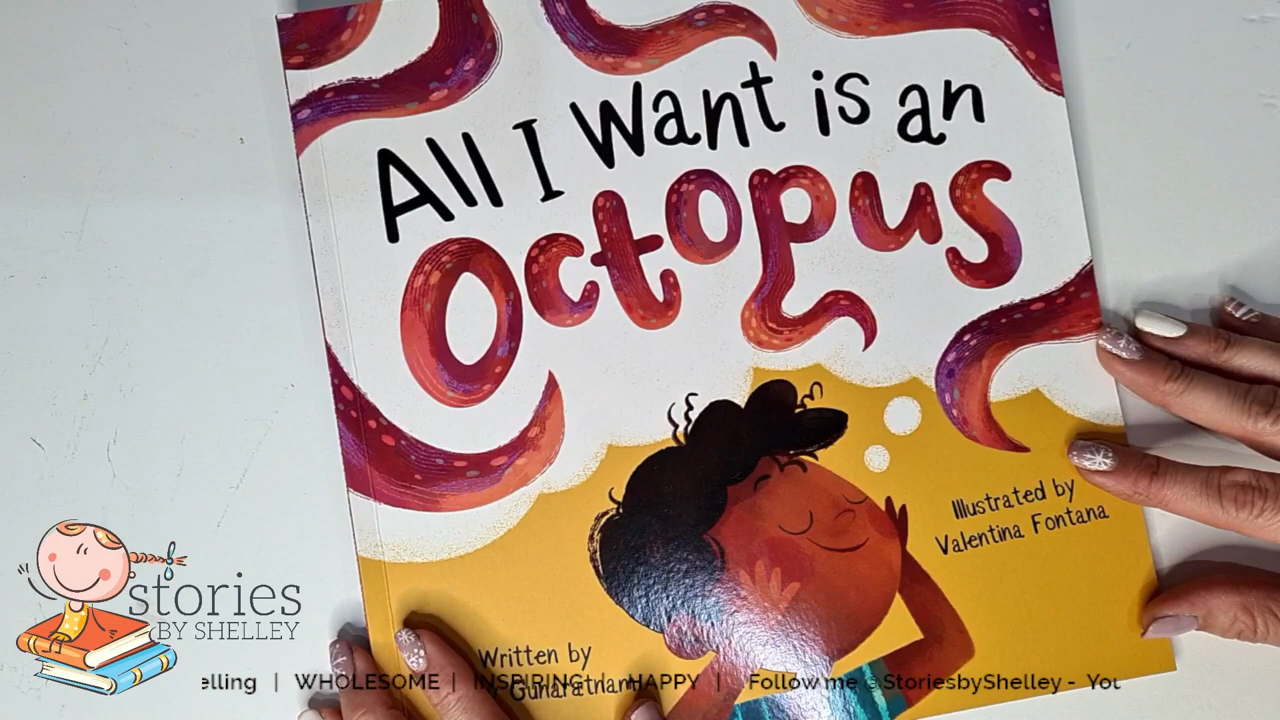 All I Want is an
Octopus
Illustrated by
Valentina Fontana
Written by
Gunaratnam
stories
BY SHELLEY
elling | WHOLESOME | INSPIRING | HAPPY | Follow me @StoriesbyShelley - You